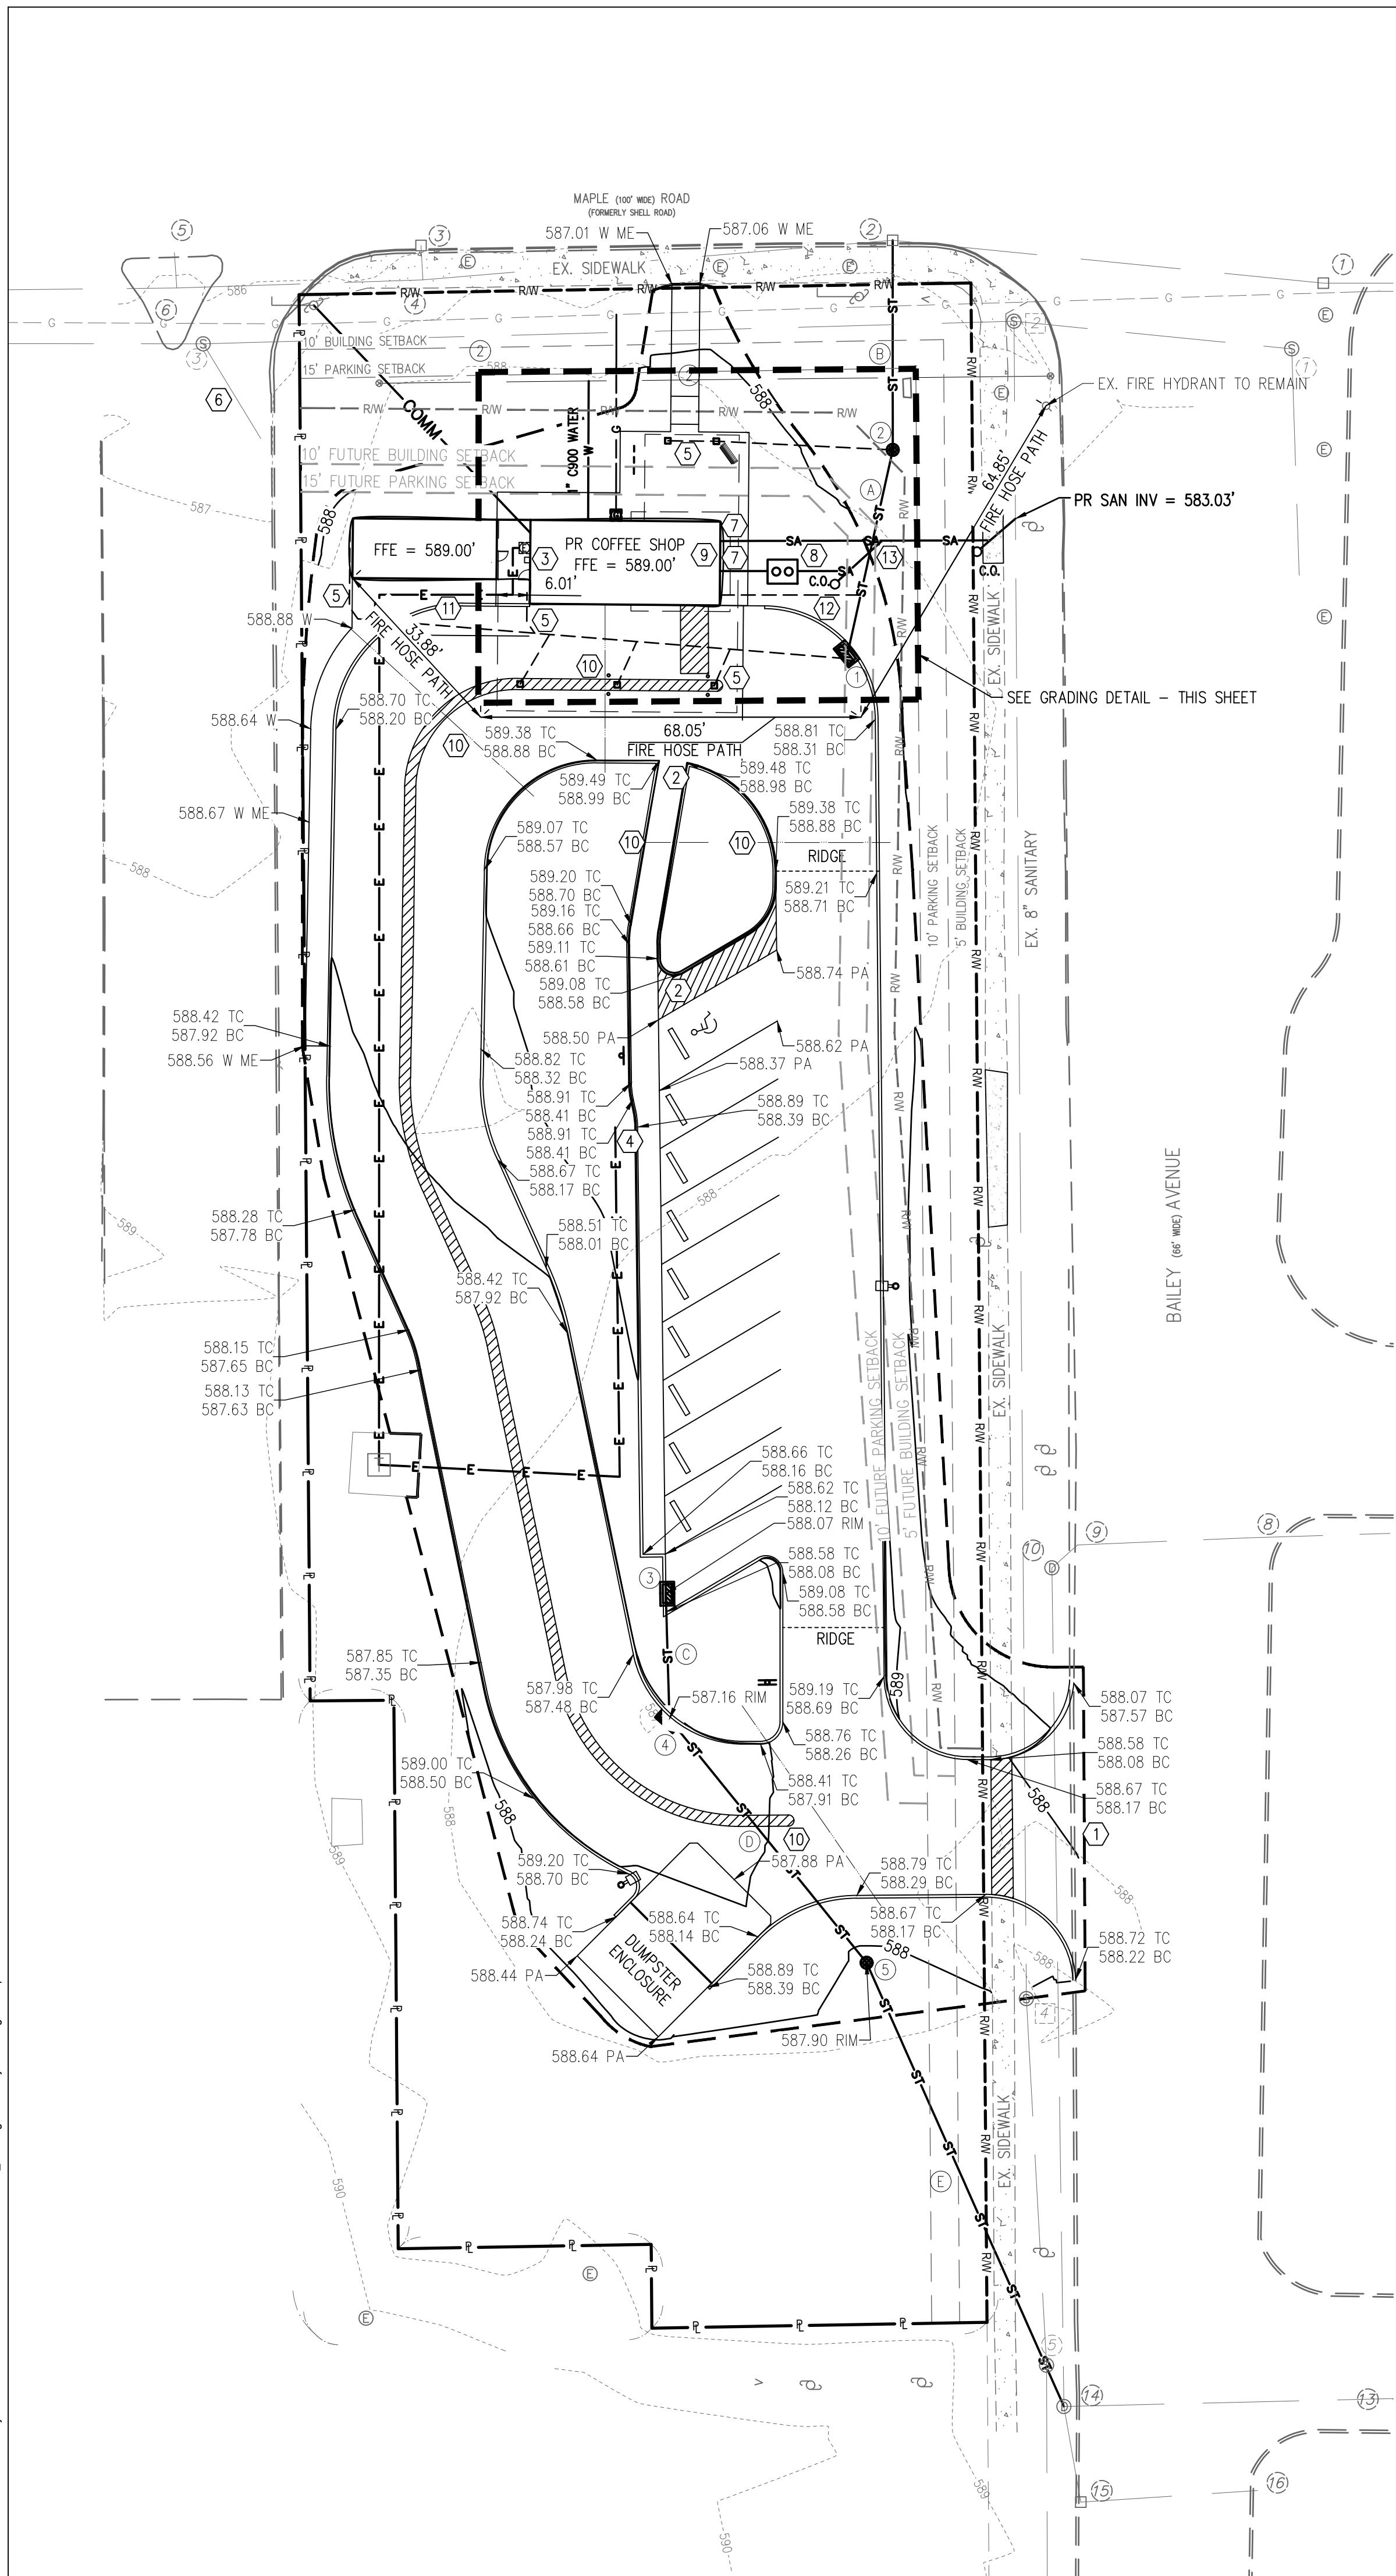 MAPLE (100' WIDE) ROAD
(FORMERLY SHELL ROAD)
587.01 W ME
587.06 W ME
EX. SIDEWALK
10' BUILDING SETBACK
15' PARKING SETBACK
EX. FIRE HYDRANT TO REMAIN
COMM
1" C900 WATER
10' FUTURE BUILDING SETBACK
15' FUTURE PARKING SETBACK
64.85'
FIRE HOSE PATH
PR SAN INV = 583.03'
FFE = 589.00'
PR COFFEE SHOP
FFE = 589.00'
6.01'
C.O.
C.O.
588.88 W
33.88'
FIRE HOSE PATH
588.64 W
588.70 TC
588.20 BC
SEE GRADING DETAIL – THIS SHEET
68.05'
FIRE HOSE PATH
589.38 TC
588.88 BC
588.81 TC
588.31 BC
589.49 TC
588.99 BC
589.48 TC
588.98 BC
588.67 W ME
589.38 TC
588.88 BC
589.07 TC
588.57 BC
RIDGE
589.20 TC
588.70 BC
589.21 TC
588.71 BC
589.16 TC
588.66 BC
589.11 TC
588.61 BC
589.08 TC
588.58 BC
588.74 PA
10' PARKING SETBACK
5' BUILDING SETBACK
EX. SIDEWALK
EX. 8" SANITARY
588.42 TC
587.92 BC
588.56 W ME
588.50 PA
588.62 PA
588.37 PA
588.82 TC
588.32 BC
588.91 TC
588.41 BC
588.89 TC
588.39 BC
588.91 TC
588.41 BC
588.67 TC
588.17 BC
588.28 TC
587.78 BC
588.51 TC
588.01 BC
588.42 TC
587.92 BC
BAILEY (66' WIDE) AVENUE
588.15 TC
587.65 BC
588.13 TC
587.63 BC
10' FUTURE PARKING SETBACK
5' FUTURE BUILDING SETBACK
EX. SIDEWALK
588.66 TC
588.16 BC
588.62 TC
588.12 BC
588.07 RIM
588.58 TC
588.08 BC
589.08 TC
588.58 BC
RIDGE
587.85 TC
587.35 BC
587.98 TC
587.48 BC
587.16 RIM
589.19 TC
588.69 BC
588.07 TC
587.57 BC
588.76 TC
588.26 BC
588.58 TC
588.08 BC
589.00 TC
588.50 BC
588.41 TC
587.91 BC
588.67 TC
588.17 BC
589.20 TC
588.70 BC
587.88 PA
588.79 TC
588.29 BC
588.74 TC
588.24 BC
588.64 TC
588.14 BC
588.67 TC
588.17 BC
588.72 TC
588.22 BC
588.44 PA
DUMPSTER
ENCLOSURE
588.89 TC
588.39 BC
587.90 RIM
588.64 PA
EX. SIDEWALK